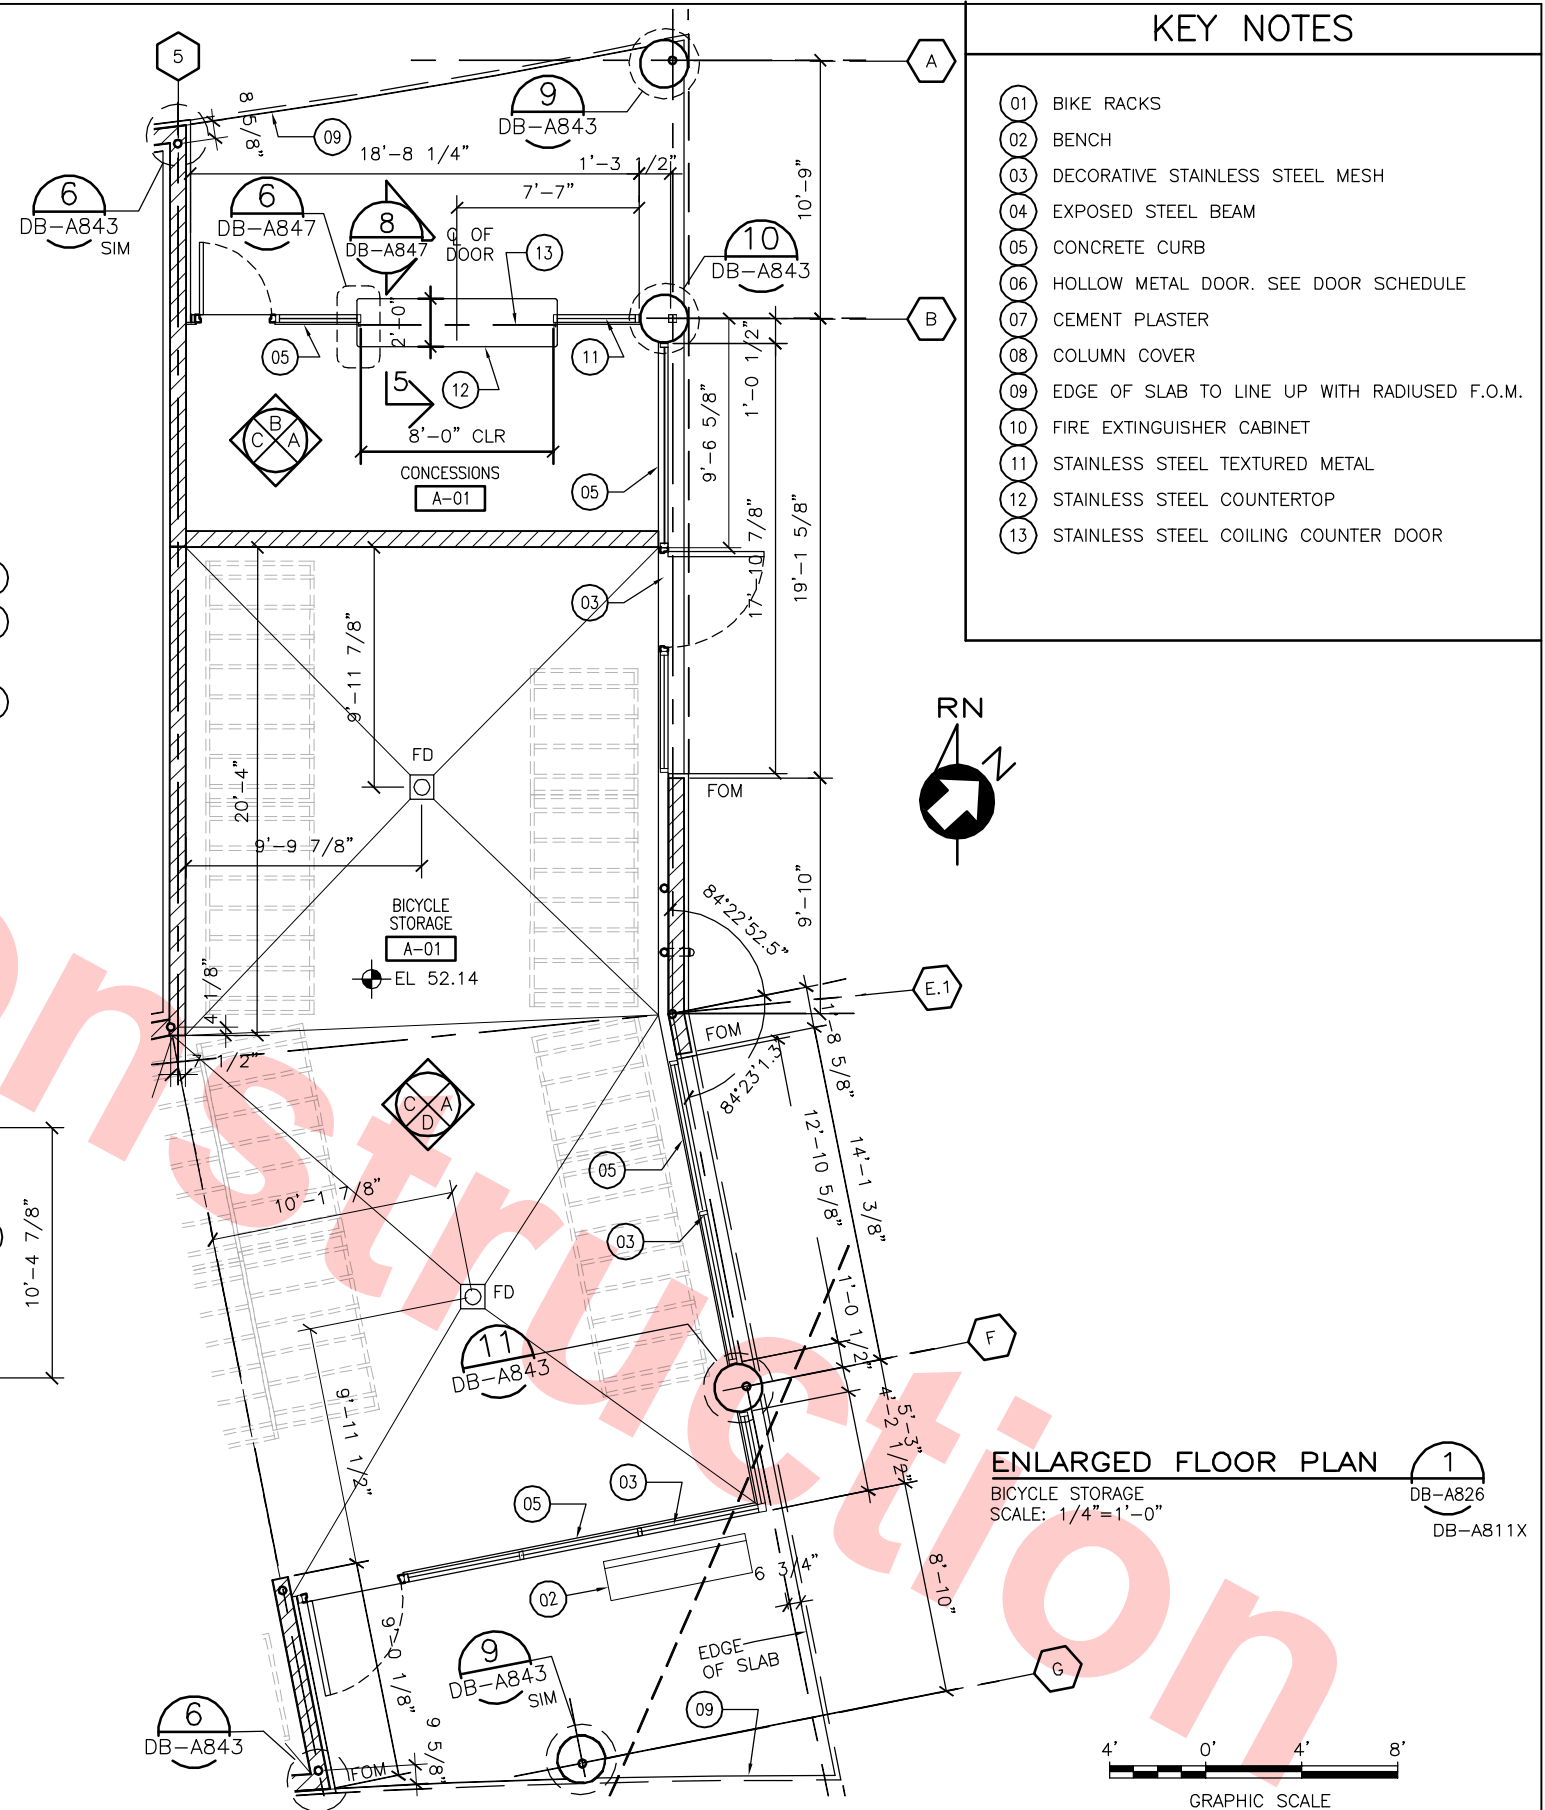 KEY NOTES
01 BIKE RACKS
02 BENCH
03 DECORATIVE STAINLESS STEEL MESH
04 EXPOSED STEEL BEAM
05 CONCRETE CURB
06 HOLLOW METAL DOOR. SEE DOOR SCHEDULE
07 CEMENT PLASTER
08 COLUMN COVER
09 EDGE OF SLAB TO LINE UP WITH RADIUSED F.O.M.
10 FIRE EXTINGUISHER CABINET
11 STAINLESS STEEL TEXTURED METAL
12 STAINLESS STEEL COUNTERTOP
13 STAINLESS STEEL COILING COUNTER DOOR
5
A
9
DB-A843
8 5/8"
09
18'-8 1/4"
1'-3 1/2"
10'-9"
7'-7"
6
DB-A843
SIM
6
DB-A847
8
DB-A847
℄ OF
DOOR
13
10
DB-A843
B
2'-0"
05
12
11
5
8'-0" CLR
1'-0 1/2"
9'-6 5/8"
B
C A
CONCESSIONS
A-01
05
17'-10 7/8"
19'-1 5/8"
03
9'-11 7/8"
FD
20'-4"
9'-9 7/8"
FOM
RN
N
BICYCLE
STORAGE
A-01
EL 52.14
84°22'52.5"
9'-10"
4 1/8"
7 1/2"
E.1
FOM
1'-8 5/8"
84°23'1.3"
C A
D
05
12'-10 5/8"
14'-1 3/8"
10'-1 7/8"
03
10'-4 7/8"
FD
1'-0 1/2"
F
11
DB-A843
9'-11 1/2"
4'-2 1/2"
5'-3"
ENLARGED FLOOR PLAN
BICYCLE STORAGE
SCALE: 1/4"=1'-0"
1
DB-A826
DB-A811X
05
03
02
6 3/4"
8'-10"
9'-0 1/8"
EDGE
OF SLAB
9
DB-A843
SIM
G
09
6
DB-A843
FOM
9 5/8"
4' 0' 4' 8'
GRAPHIC SCALE
onstruction